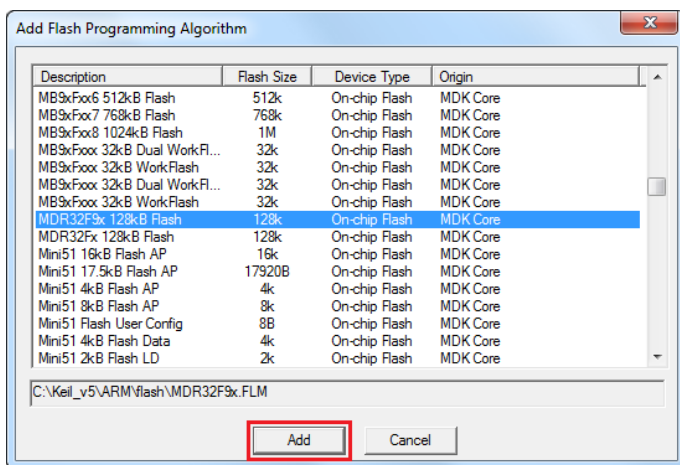 Add Flash Programming Algorithm
Description Flash Size Device Type Origin
MB9xFxx6 512kB Flash 512k On-chip Flash MDK Core
MB9xFxx7 768kB Flash 768k On-chip Flash MDK Core
MB9xFxx8 1024kB Flash 1M On-chip Flash MDK Core
MB9xFxxx 32kB Dual WorkFl... 32k On-chip Flash MDK Core
MB9xFxxx 32kB WorkFlash 32k On-chip Flash MDK Core
MB9xFxxx 32kB Dual WorkFl... 32k On-chip Flash MDK Core
MB9xFxxx 32kB WorkFlash 32k On-chip Flash MDK Core
MDR32F9x 128kB Flash 128k On-chip Flash MDK Core
MDR32Fx 128kB Flash 128k On-chip Flash MDK Core
Mini51 16kB Flash AP 16k On-chip Flash MDK Core
Mini51 17.5kB Flash AP 17920B On-chip Flash MDK Core
Mini51 4kB Flash AP 4k On-chip Flash MDK Core
Mini51 8kB Flash AP 8k On-chip Flash MDK Core
Mini51 Flash User Config 8B On-chip Flash MDK Core
Mini51 4kB Flash Data 4k On-chip Flash MDK Core
Mini51 2kB Flash LD 2k On-chip Flash MDK Core
C:\Keil_v5\ARM\flash\MDR32F9x.FLM
Add Cancel